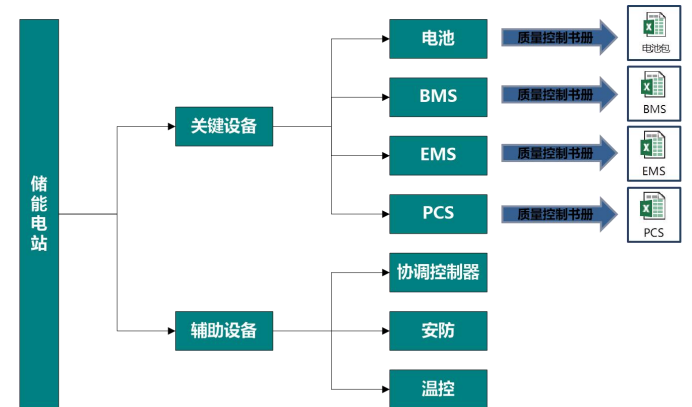 储能电站
关键设备
电池
质量控制书册
电池包
BMS
质量控制书册
BMS
EMS
质量控制书册
EMS
PCS
质量控制书册
PCS
辅助设备
协调控制器
安防
温控